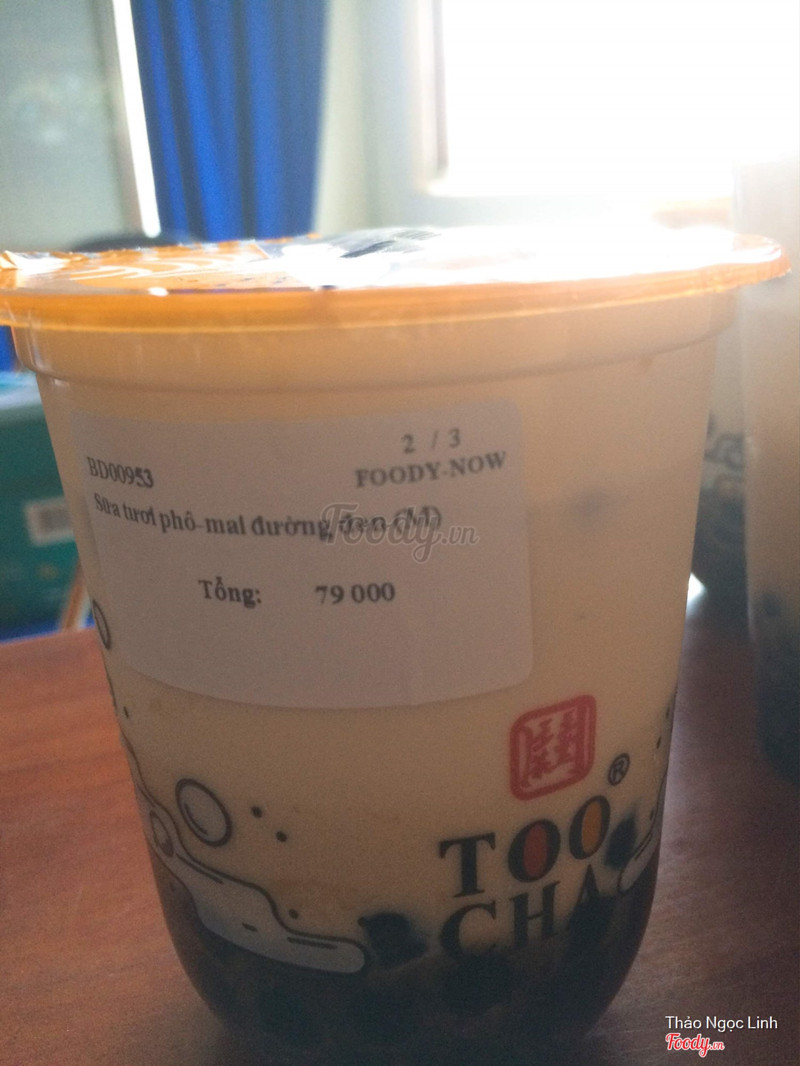 2 / 3
BD00953
FOODY-NOW
Sữa tươi phô-mai đường đen (M)
Foody.vn
Tổng: 79 000
®
TOO
CHA
Thảo Ngọc Linh
Foody.vn